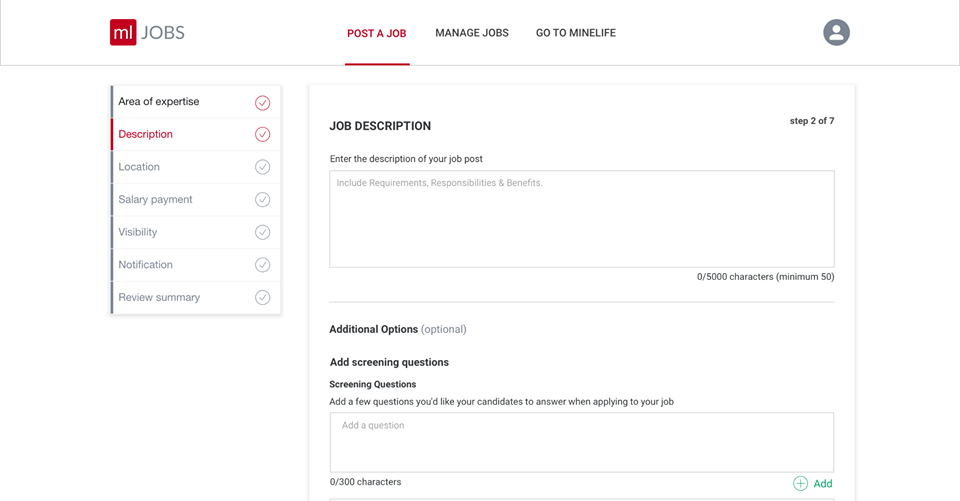 ml JOBS
POST A JOB MANAGE JOBS GO TO MINELIFE
Area of expertise
Description
Location
Salary payment
Visibility
Notification
Review summary
JOB DESCRIPTION
step 2 of 7
Enter the description of your job post
Include Requirements, Responsibilities & Benefits.
0/5000 characters (minimum 50)
Additional Options (optional)
Add screening questions
Screening Questions
Add a few questions you'd like your candidates to answer when applying to your job
Add a question
0/300 characters
Add